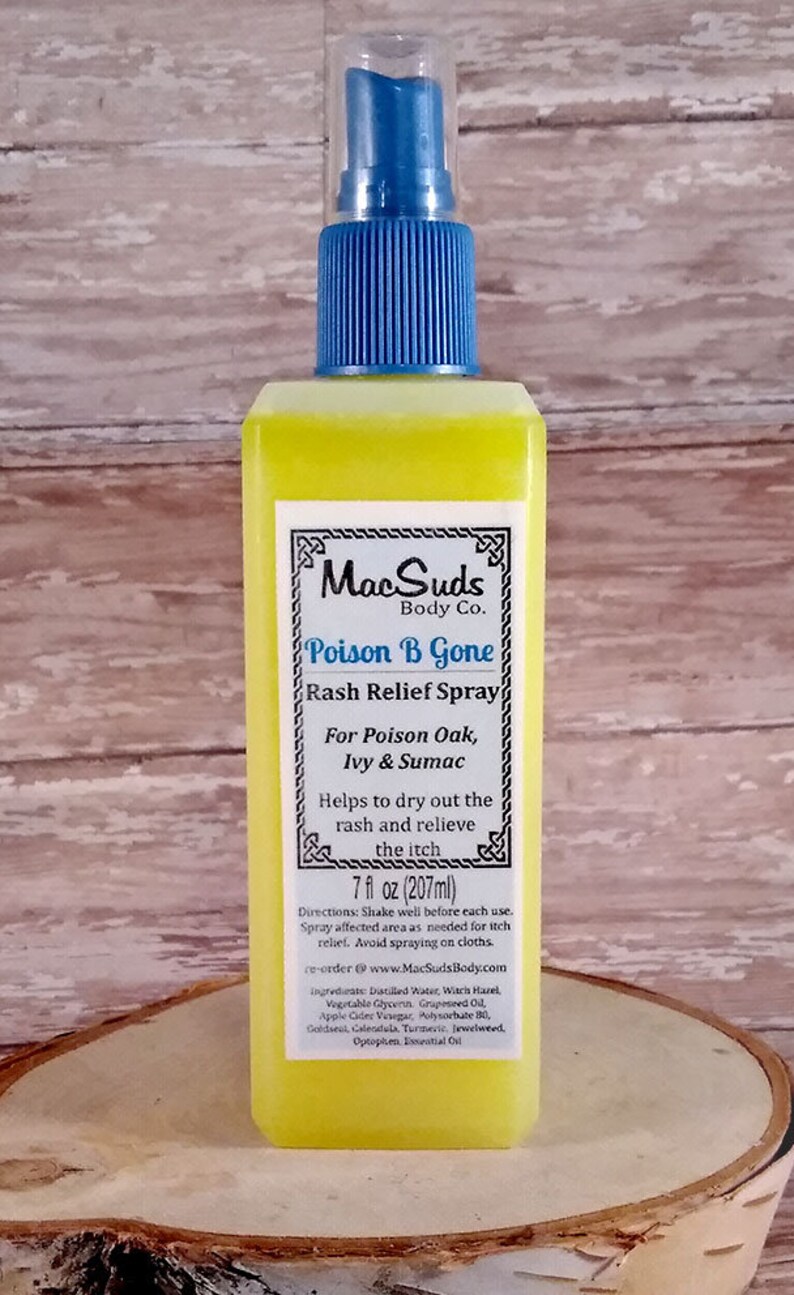 MacSuds
Body Co.
Poison B Gone
Rash Relief Spray
For Poison Oak,
Ivy & Sumac
Helps to dry out the
rash and relieve
the itch
7 fl oz (207ml)
Directions: Shake well before each use.
Spray affected area as needed for itch
relief. Avoid spraying on cloths.
re-order @ www.MacSudsBody.com
Ingredients: Distilled Water, Witch Hazel,
Vegetable Glycerin, Grapeseed Oil,
Apple Cider Vinegar, Polysorbate 80,
Goldseal, Calendula, Turmeric, Jewelweed,
Optophen, Essential Oil